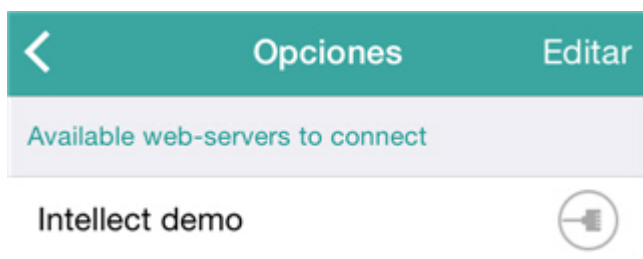 Opciones Editar
Available web-servers to connect
Intellect demo